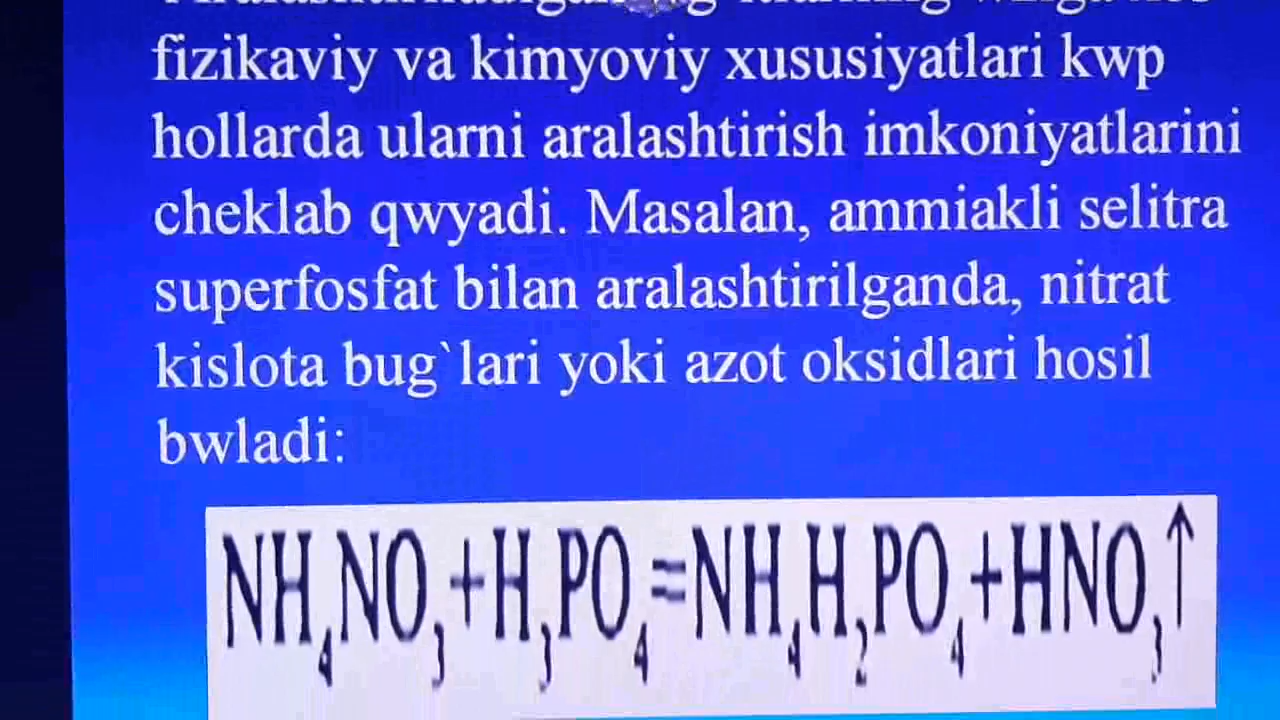 fizikaviy va kimyoviy xususiyatlari kwp
hollarda ularni aralashtirish imkoniyatlarini
cheklab qwyadi. Masalan, ammiakli selitra
superfosfat bilan aralashtirilganda, nitrat
kislota bug`lari yoki azot oksidlari hosil
bwladi:
NH₄NO₃+H₃PO₄=NH₄H₂PO₄+HNO₃↑